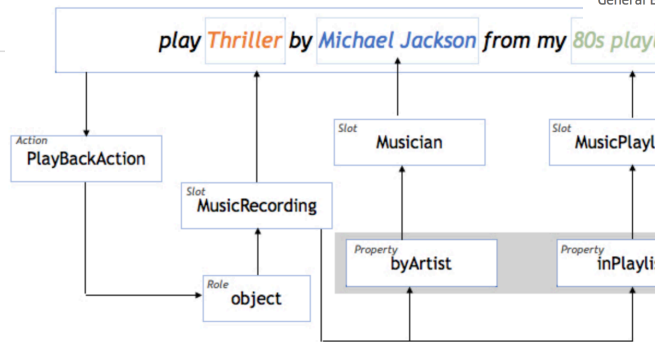 General
play Thriller by Michael Jackson from my 80s
Action
PlayBackAction
Slot
Musician
Slot
Slot
MusicRecording
Property
byArtist
Property
Role
object